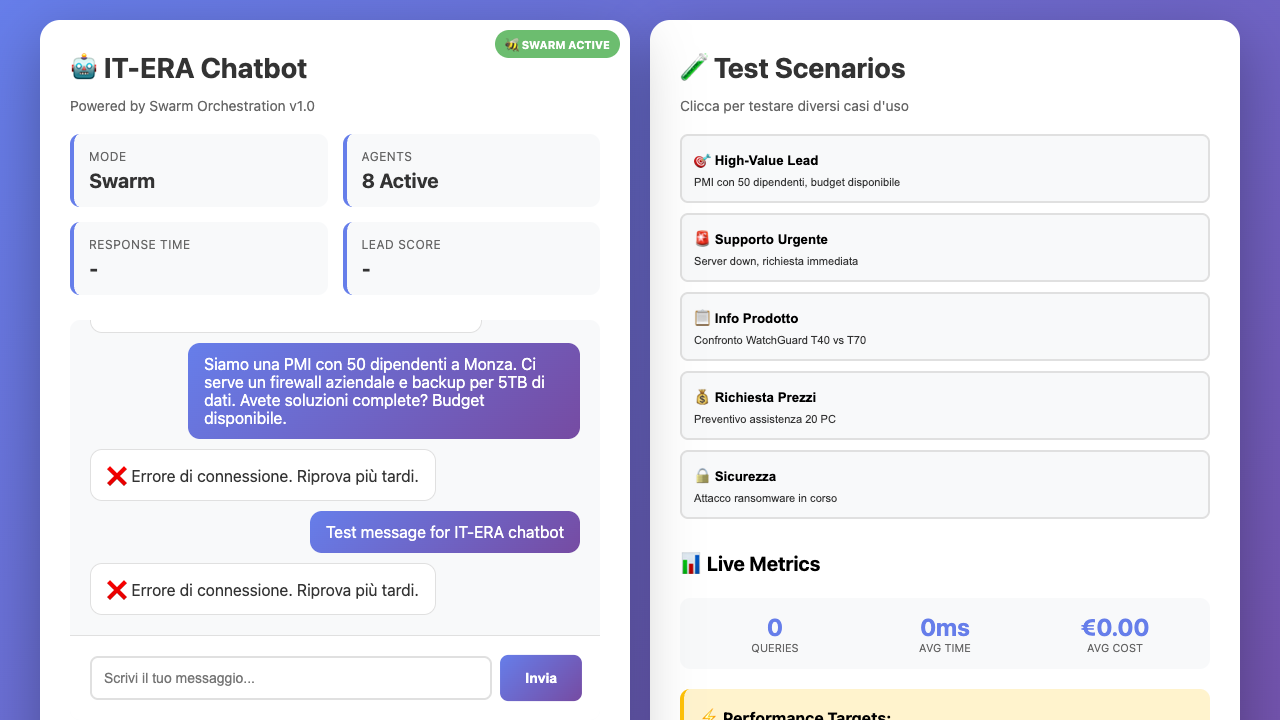 🐝 SWARM ACTIVE
🤖 IT-ERA Chatbot
Powered by Swarm Orchestration v1.0
MODE
Swarm
AGENTS
8 Active
RESPONSE TIME
-
LEAD SCORE
-
Siamo una PMI con 50 dipendenti a Monza. Ci
serve un firewall aziendale e backup per 5TB di
dati. Avete soluzioni complete? Budget
disponibile.
❌ Errore di connessione. Riprova più tardi.
Test message for IT-ERA chatbot
❌ Errore di connessione. Riprova più tardi.
Scrivi il tuo messaggio...
Invia
🧪 Test Scenarios
Clicca per testare diversi casi d'uso
🎯 High-Value Lead
PMI con 50 dipendenti, budget disponibile
🚨 Supporto Urgente
Server down, richiesta immediata
📋 Info Prodotto
Confronto WatchGuard T40 vs T70
💰 Richiesta Prezzi
Preventivo assistenza 20 PC
🔒 Sicurezza
Attacco ransomware in corso
📊 Live Metrics
0
QUERIES
0ms
AVG TIME
€0.00
AVG COST
⚡ Performance Targets: